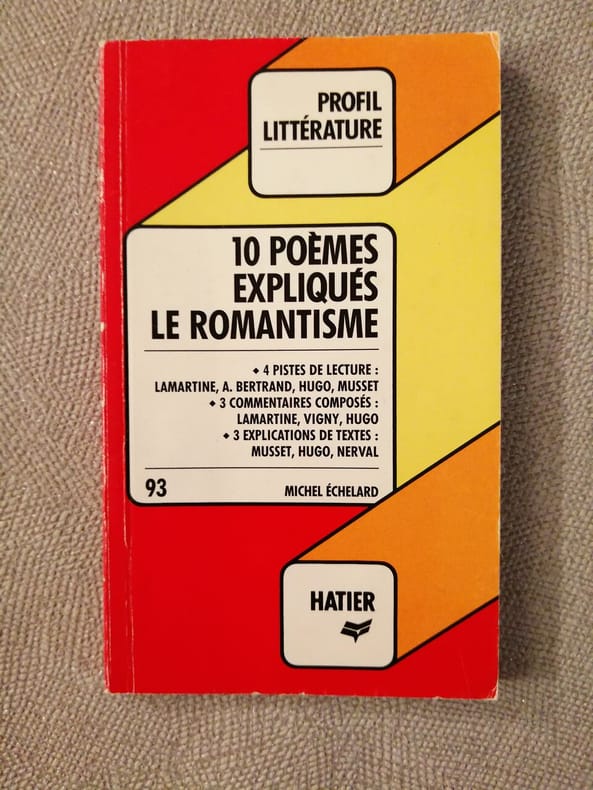 PROFIL
LITTÉRATURE
10 POÈMES
EXPLIQUÉS
LE ROMANTISME
◆ 4 PISTES DE LECTURE :
LAMARTINE, A. BERTRAND, HUGO, MUSSET
◆ 3 COMMENTAIRES COMPOSÉS :
LAMARTINE, VIGNY, HUGO
◆ 3 EXPLICATIONS DE TEXTES :
MUSSET, HUGO, NERVAL
93 MICHEL ÉCHELARD
HATIER